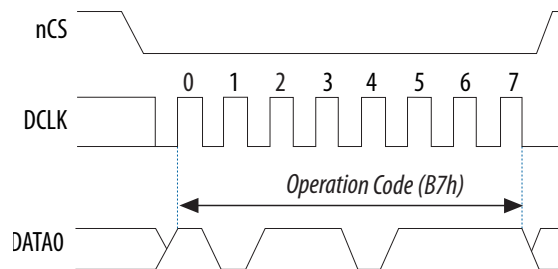 nCS
0 1 2 3 4 5 6 7
DCLK
Operation Code (B7h)
DATA0